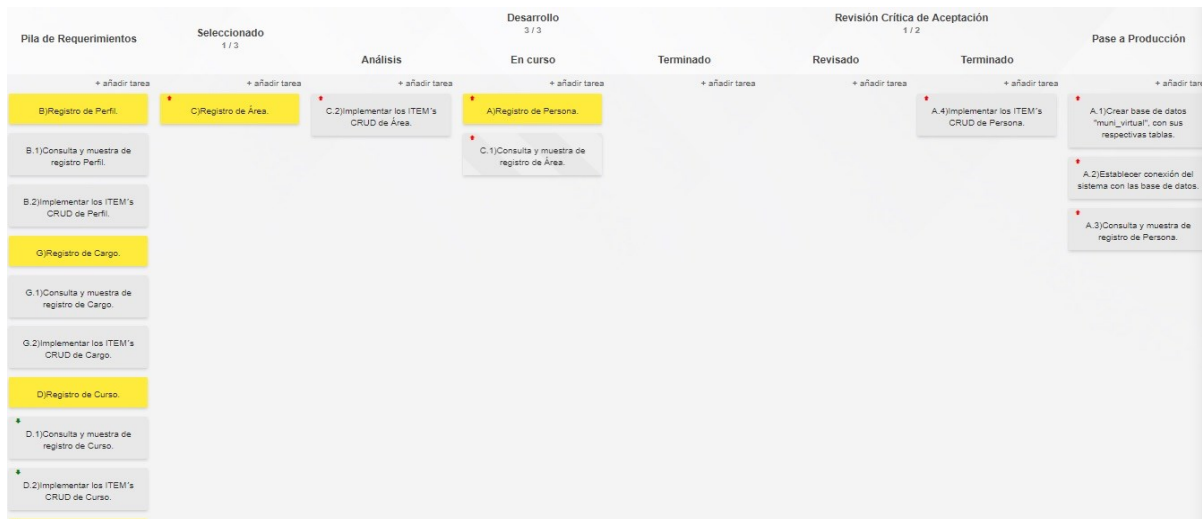 Pila de Requerimientos
Seleccionado
1 / 3
Desarrollo
3 / 3
Análisis
En curso
Terminado
Revisión Crítica de Aceptación
1 / 2
Revisado
Terminado
Pase a Producción
+ añadir tarea
+ añadir tarea
+ añadir tarea
+ añadir tarea
+ añadir tarea
+ añadir tarea
+ añadir tarea
+ añadir tar
B)Registro de Perfil.
B.1)Consulta y muestra de
registro Perfil.
B.2)Implementar los ITEM's
CRUD de Perfil.
G)Registro de Cargo.
G.1)Consulta y muestra de
registro de Cargo.
G.2)Implementar los ITEM's
CRUD de Cargo.
D)Registro de Curso.
D.1)Consulta y muestra de
registro de Curso.
D.2)Implementar los ITEM's
CRUD de Curso.
C)Registro de Área.
C.2)Implementar los ITEM's
CRUD de Área.
A)Registro de Persona.
C.1)Consulta y muestra de
registro de Área.
A.4)Implementar los ITEM's
CRUD de Persona.
A.1)Crear base de datos
"muni_virtual", con sus
respectivas tablas.
A.2)Establecer conexión del
sistema con las base de datos.
A.3)Consulta y muestra de
registro de Persona.